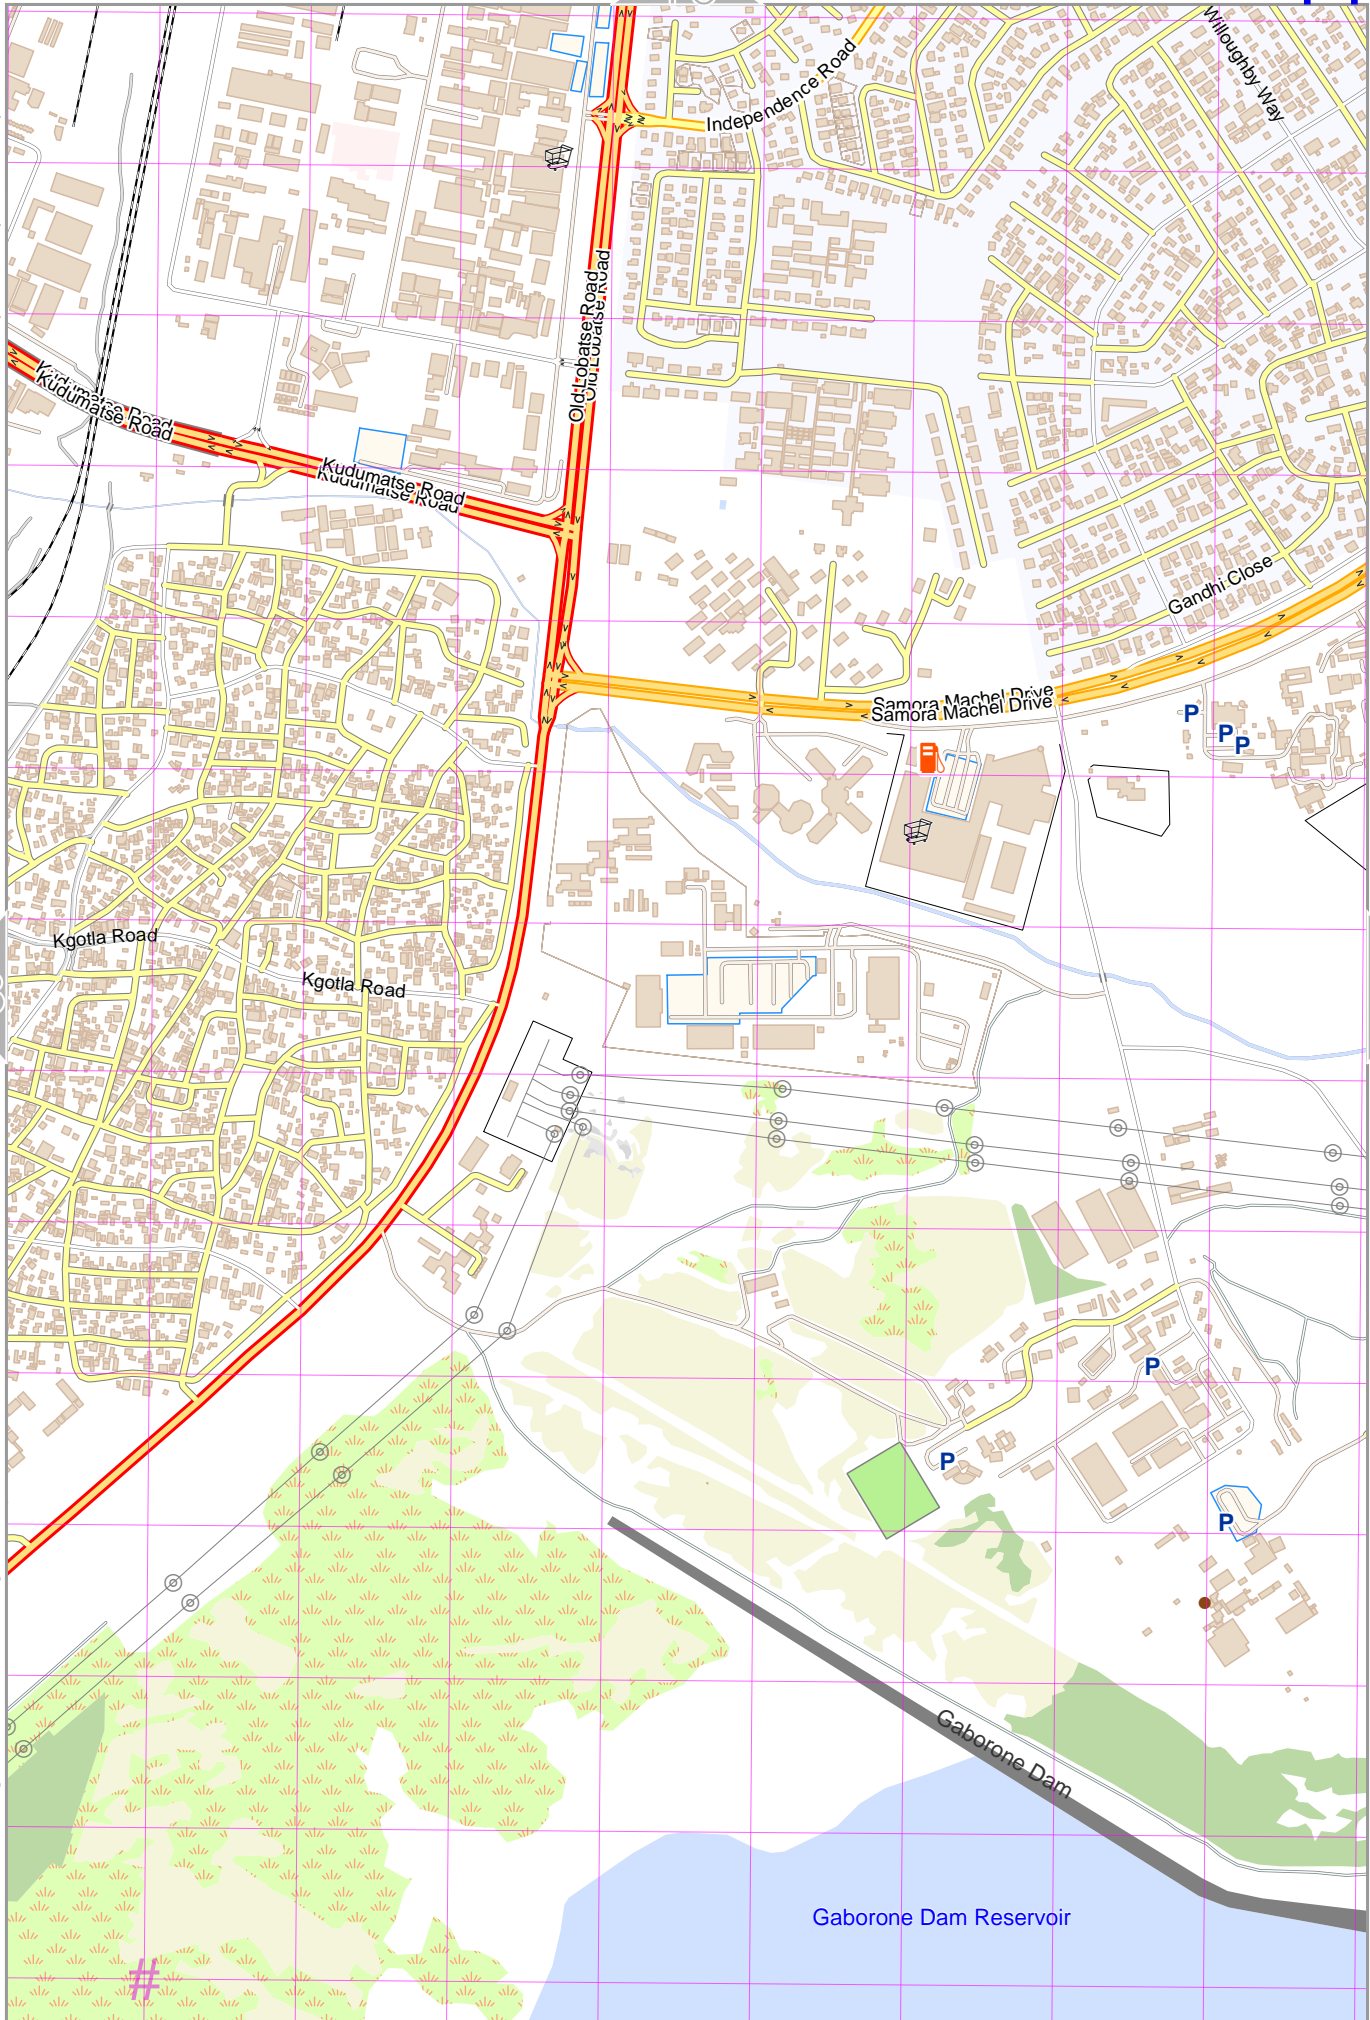 Willoughby Way
Independence Road
Old Lobatse Road
Old Lobatse Road
Kudumatse Road
Kudumatse Road
Kudumatse Road
Kudumatse Road
Gandhi Close
Samora Machel Drive
Samora Machel Drive
P
P
P
Kgotla Road
Kgotla Road
P
P
P
Gaborone Dam
Gaborone Dam Reservoir
#